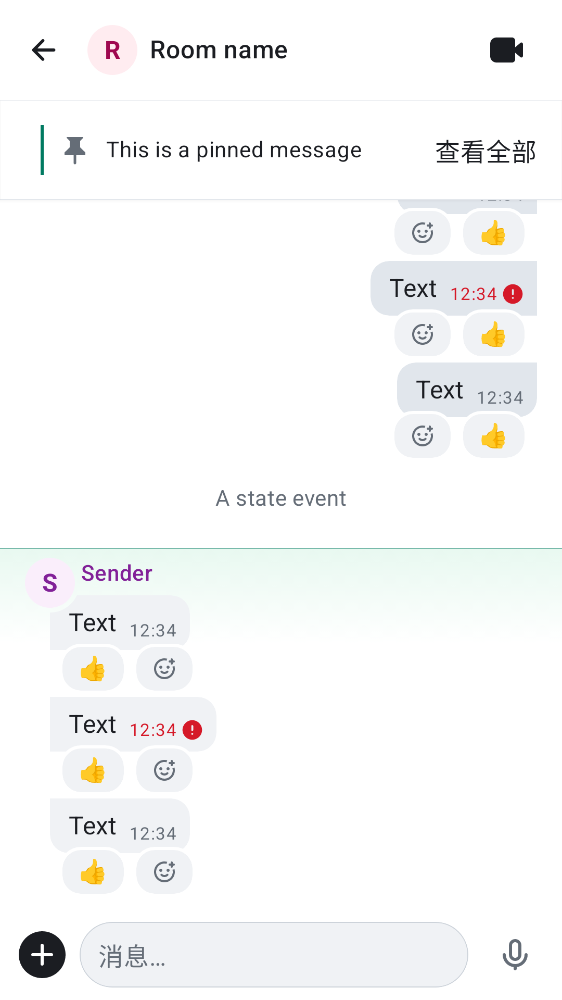 R Room name
This is a pinned message 查看全部
Text 12:34
Text 12:34
A state event
S Sender
Text 12:34
Text 12:34
Text 12:34
消息…